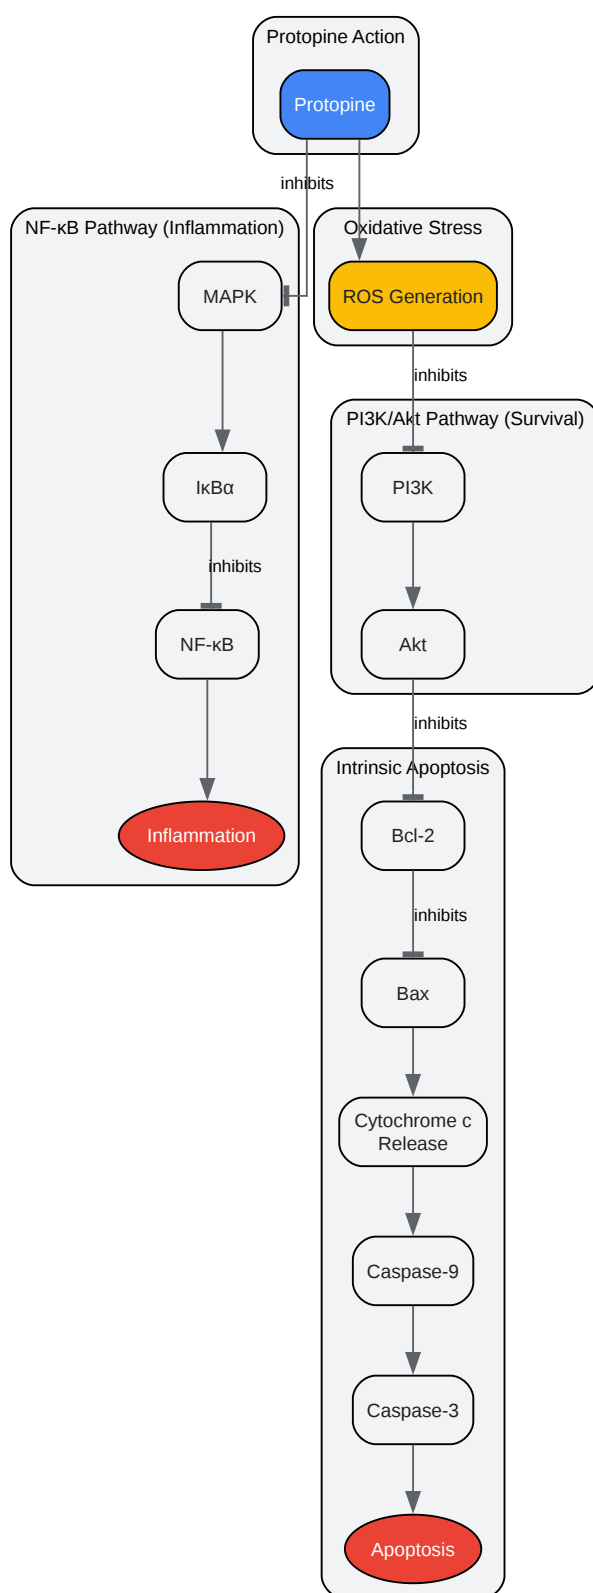 Protopine Action
Protopine
inhibits
NF-κB Pathway (Inflammation)
MAPK
IκBα
inhibits
NF-κB
Inflammation
Oxidative Stress
ROS Generation
inhibits
PI3K/Akt Pathway (Survival)
PI3K
Akt
inhibits
Intrinsic Apoptosis
Bcl-2
inhibits
Bax
Cytochrome c
Release
Caspase-9
Caspase-3
Apoptosis